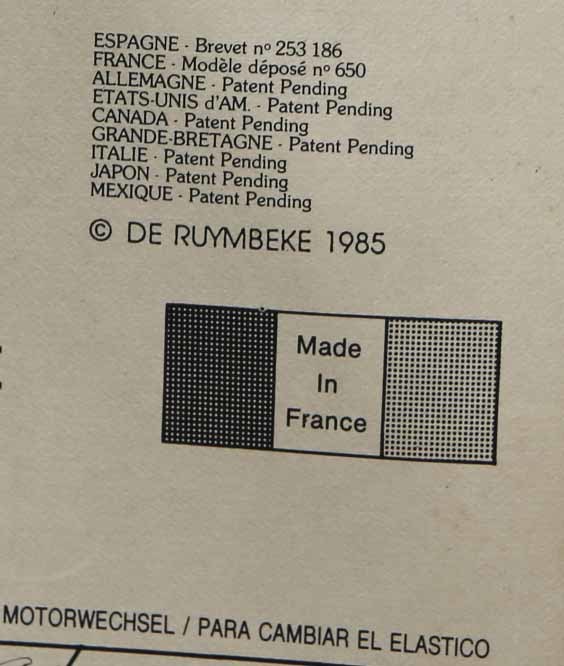 ESPAGNE · Brevet nº 253 186
FRANCE · Modèle déposé nº 650
ALLEMAGNE · Patent Pending
ETATS-UNIS d'AM. · Patent Pending
CANADA · Patent Pending
GRANDE-BRETAGNE · Patent Pending
ITALIE · Patent Pending
JAPON · Patent Pending
MEXIQUE · Patent Pending
© DE RUYMBEKE 1985
Made
In
France
MOTORWECHSEL / PARA CAMBIAR EL ELASTICO